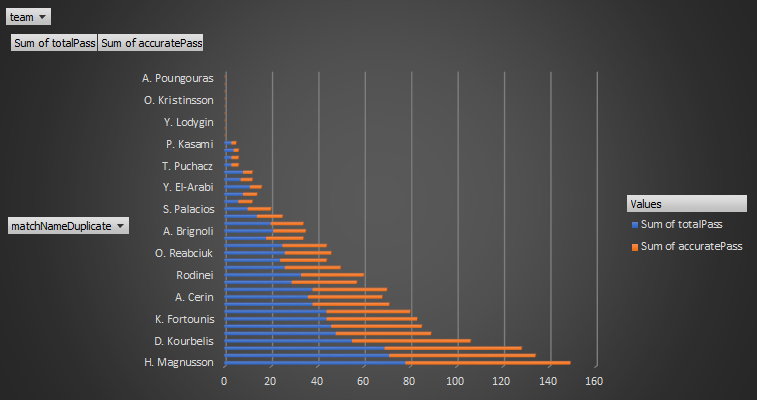 team
Sum of totalPass Sum of accuratePass
A. Poungouras
O. Kristinsson
Y. Lodygin
P. Kasami
T. Puchacz
Y. El-Arabi
S. Palacios
matchNameDuplicate
A. Brignoli
O. Reabciuk
Rodinei
A. Cerin
K. Fortounis
D. Kourbelis
H. Magnusson
0 20 40 60 80 100 120 140 160
Values
Sum of totalPass
Sum of accuratePass